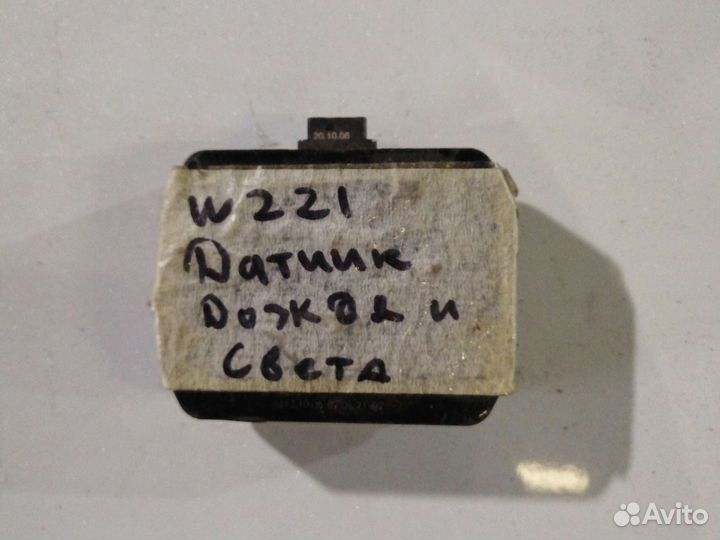 20.10.06
W221
Датчик
Дождя и
Света
Avito